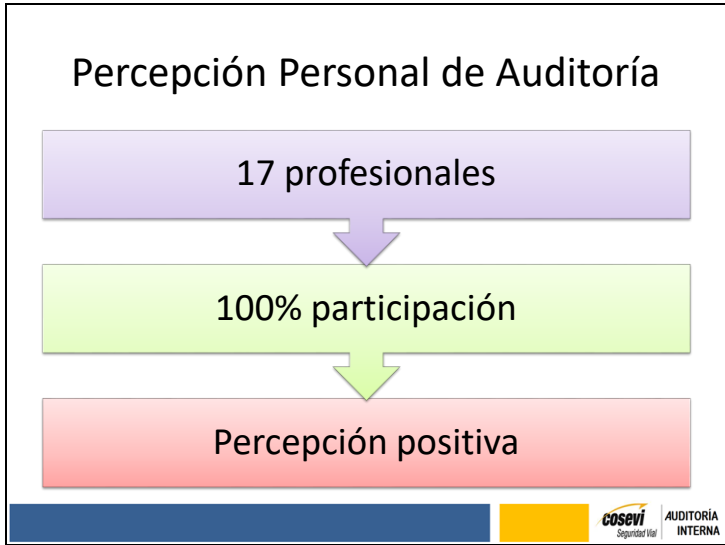 Percepción Personal de Auditoría
17 profesionales
100% participación
Percepción positiva
cosevi
Seguridad Vial
AUDITORÍA
INTERNA